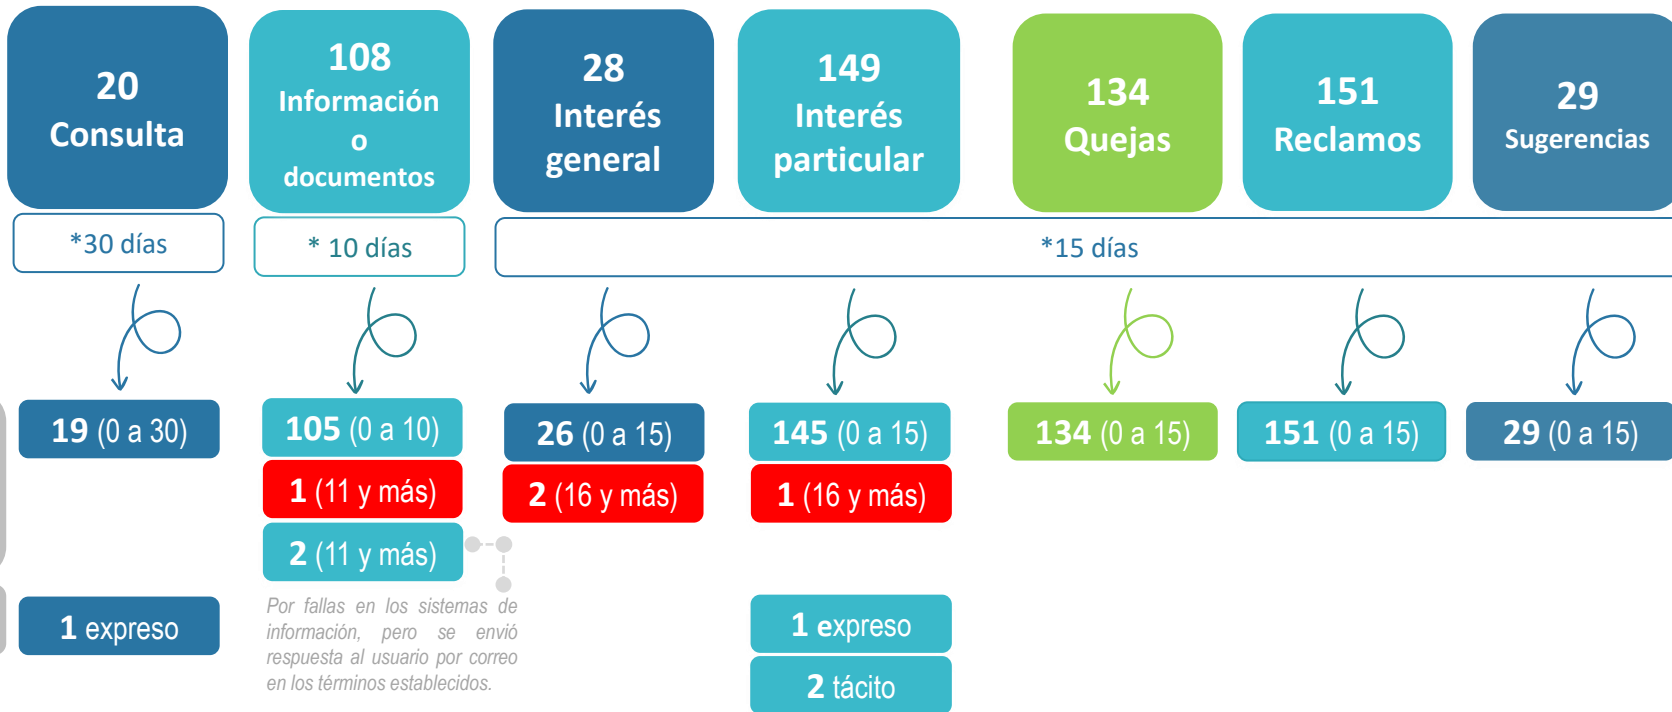 20
Consulta
108
Información
o
documentos
28
Interés
general
149
Interés
particular
134
Quejas
151
Reclamos
29
Sugerencias
*30 días
* 10 días
*15 días
19 (0 a 30)
105 (0 a 10)
26 (0 a 15)
145 (0 a 15)
134 (0 a 15)
151 (0 a 15)
29 (0 a 15)
1 (11 y más)
2 (16 y más)
1 (16 y más)
2 (11 y más)
Por fallas en los sistemas de
información, pero se envió
respuesta al usuario por correo
en los términos establecidos.
1 expreso
1 expreso
2 tácito